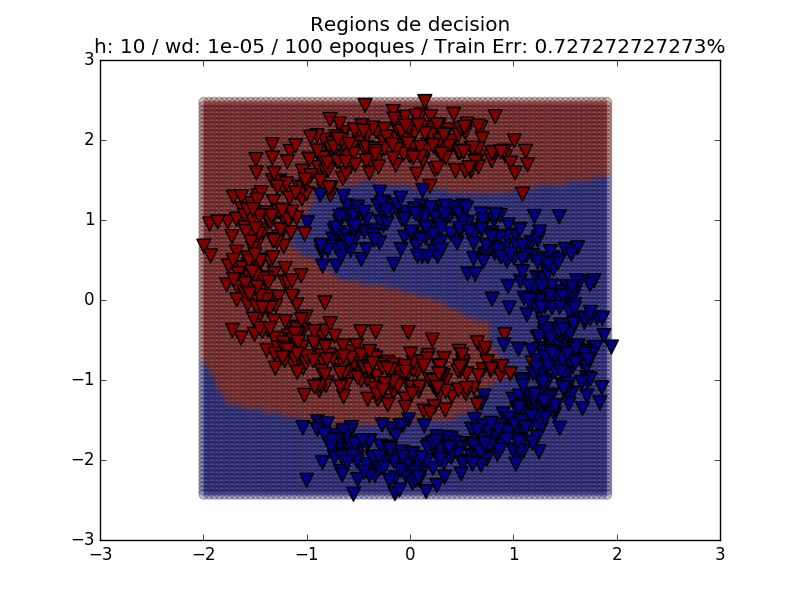 Regions de decision
h: 10 / wd: 1e-05 / 100 epoques / Train Err: 0.727272727273%
3
2
1
0
−1
−2
−3
−3 −2 −1 0 1 2 3